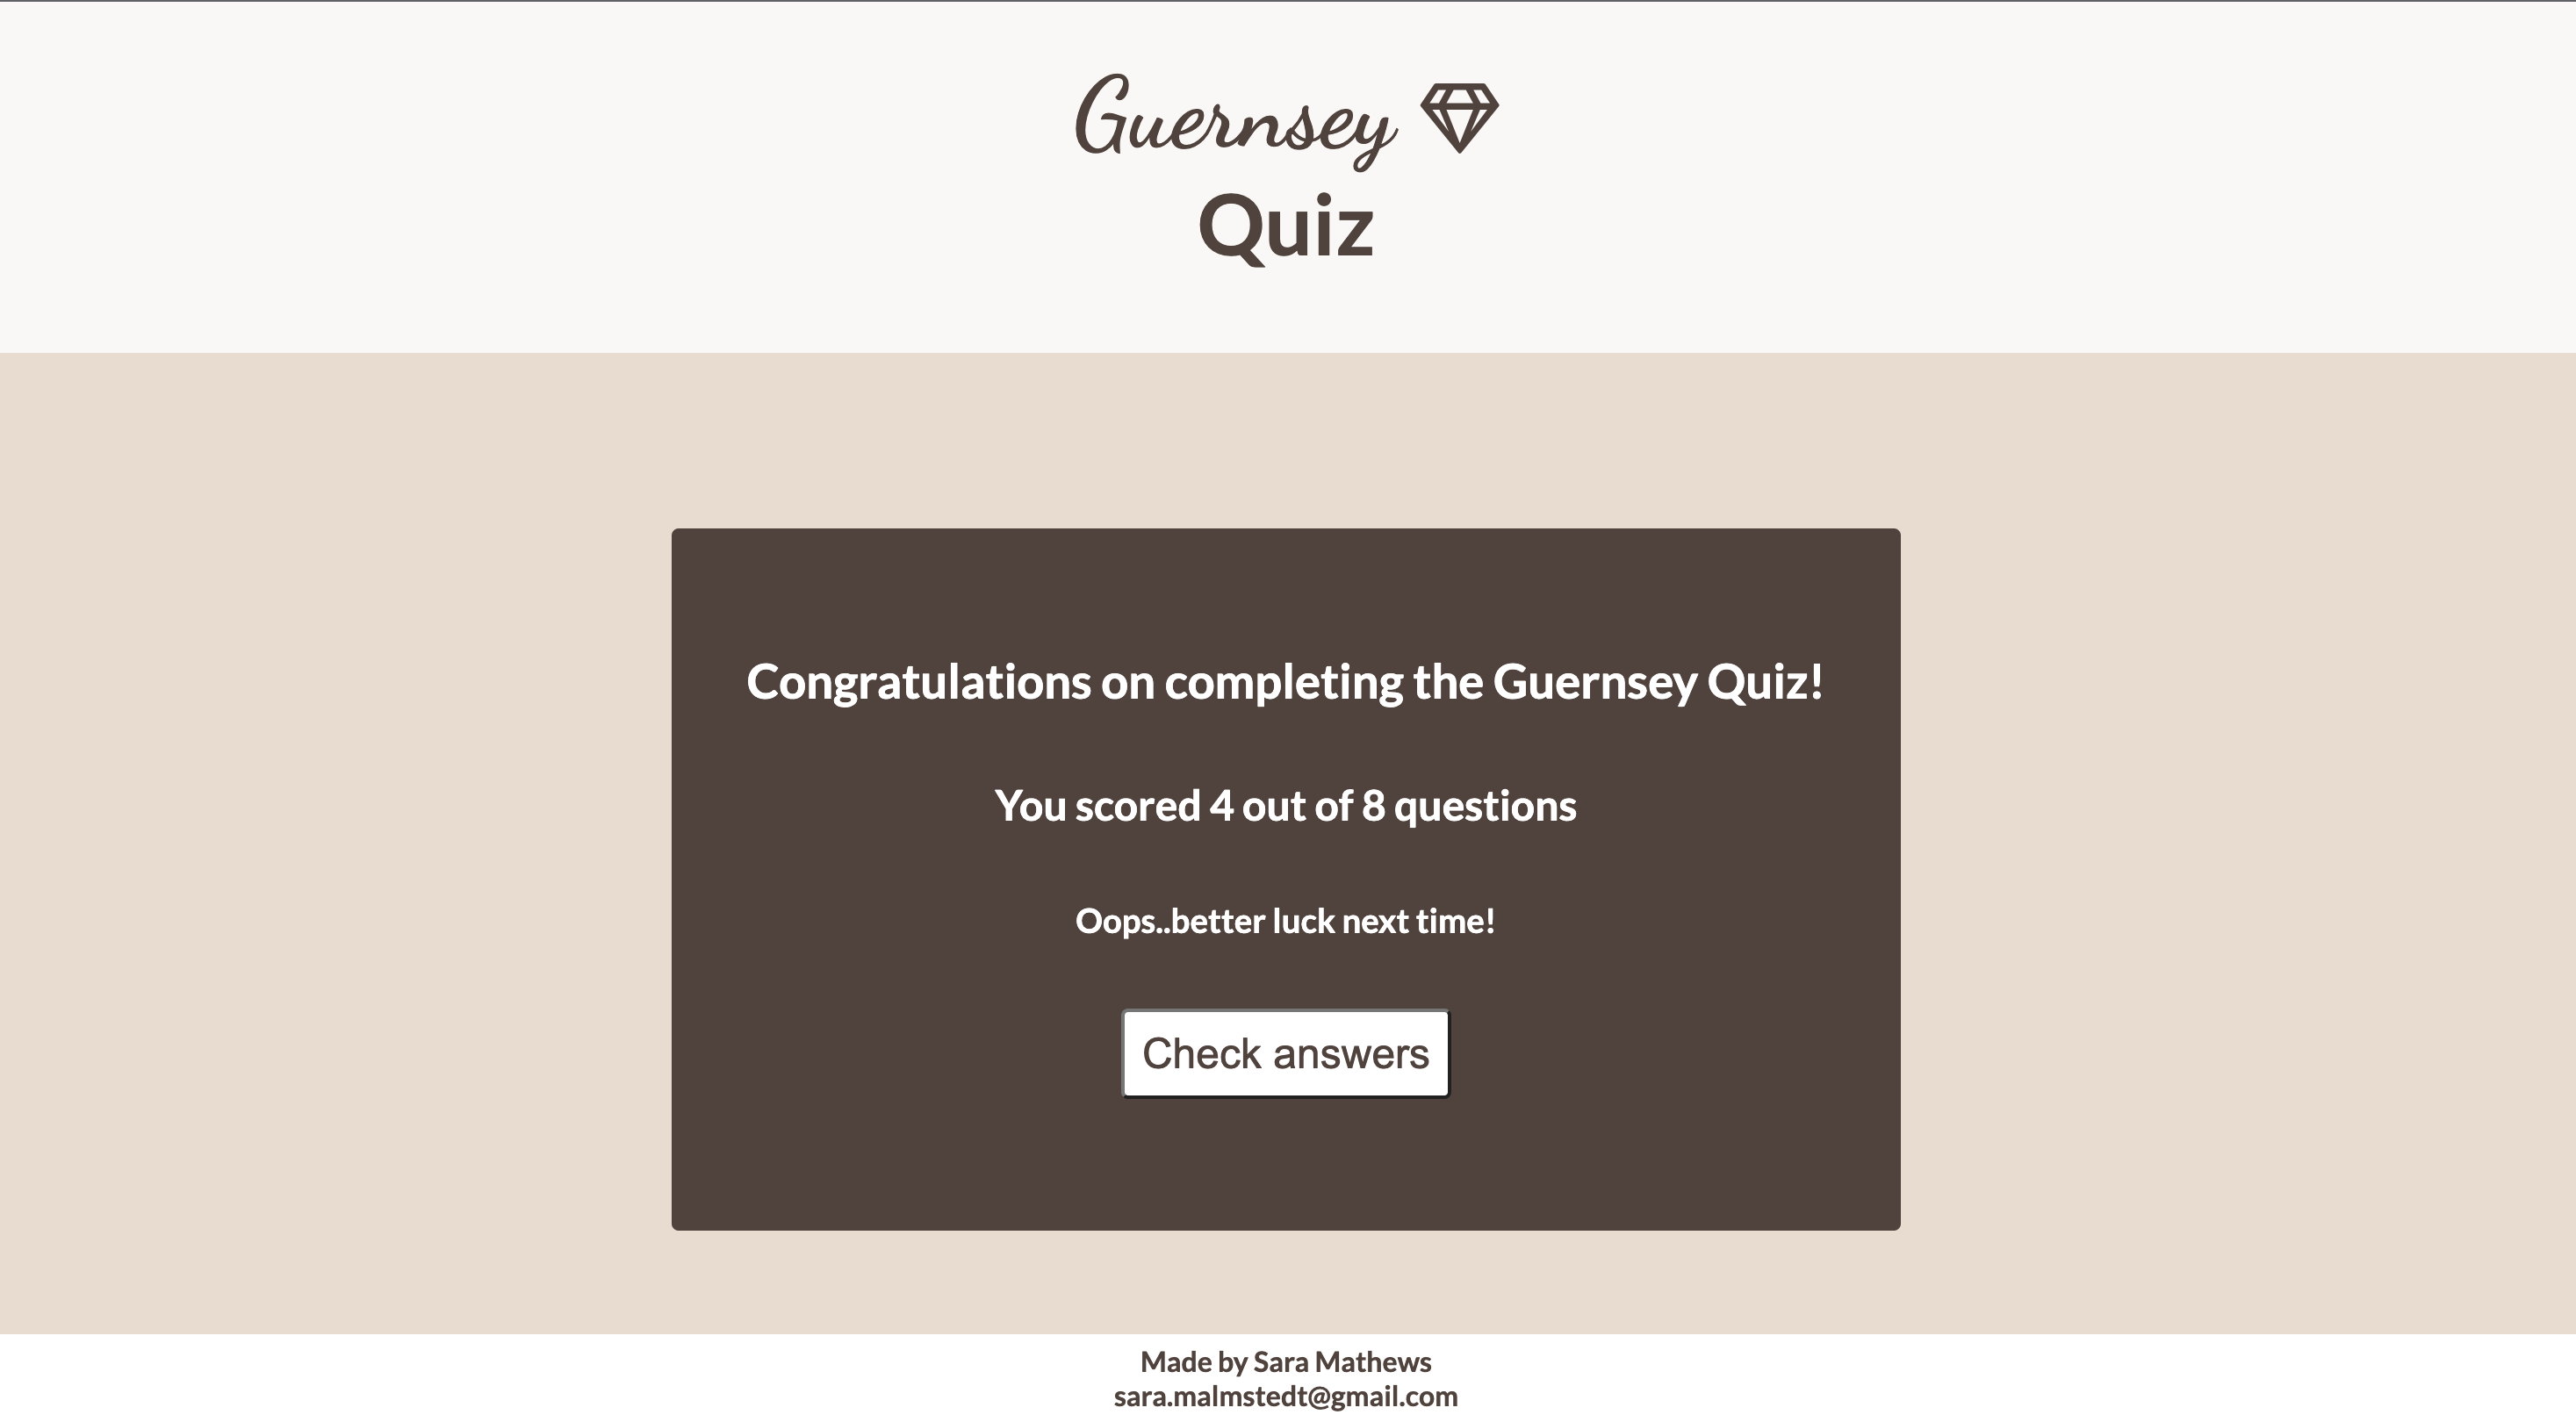 Guernsey
Quiz
Congratulations on completing the Guernsey Quiz!
You scored 4 out of 8 questions
Oops..better luck next time!
Check answers
Made by Sara Mathews
sara.malmstedt@gmail.com